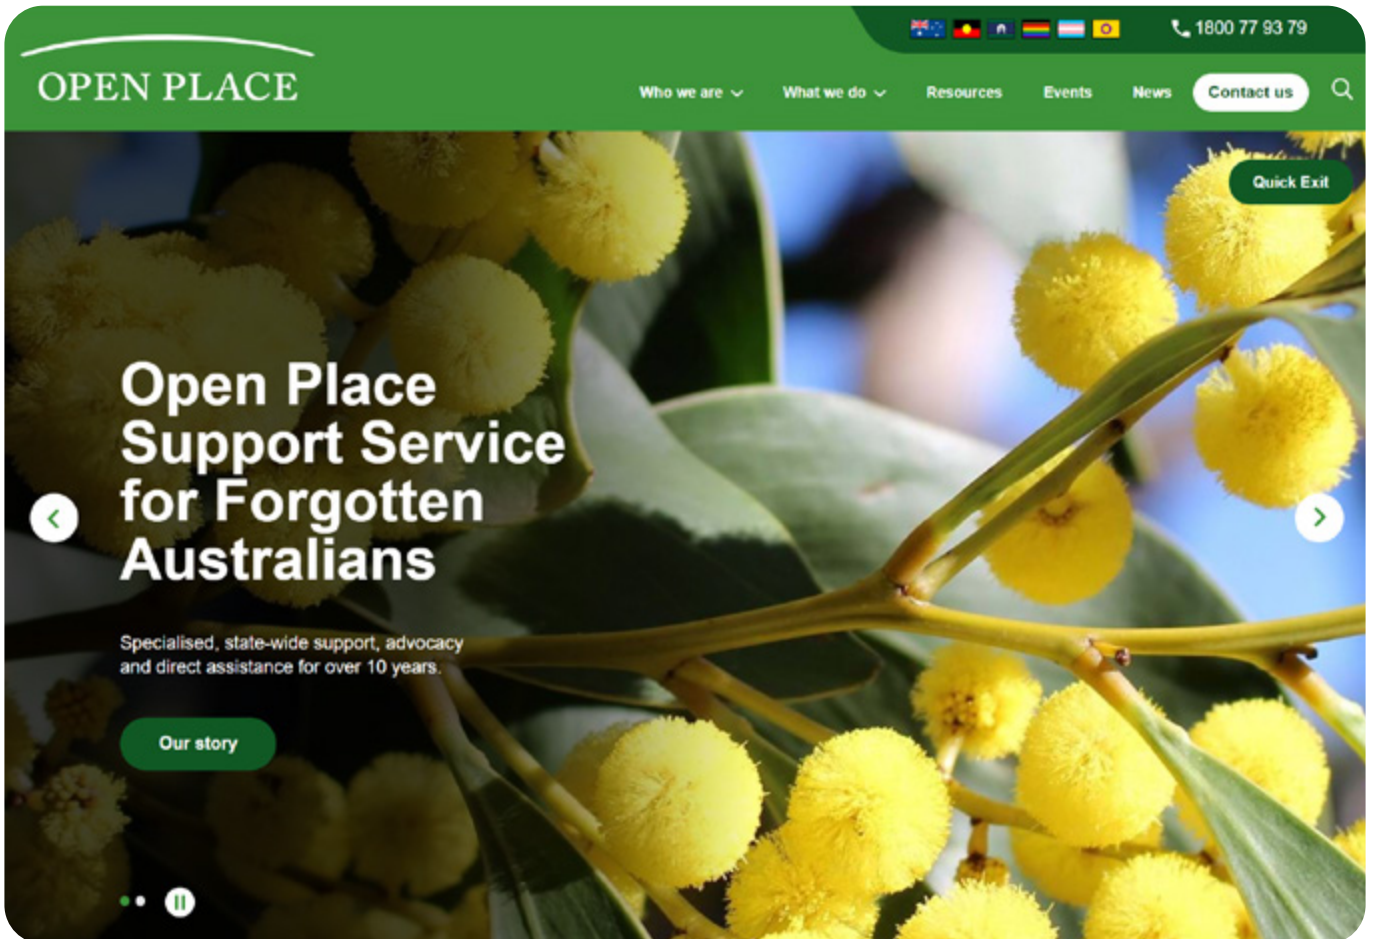 1800 77 93 79
OPEN PLACE
Who we are
What we do
Resources
Events
News
Contact us
Quick Exit
Open Place
Support Service
for Forgotten
Australians
Specialised, state-wide support, advocacy
and direct assistance for over 10 years.
Our story